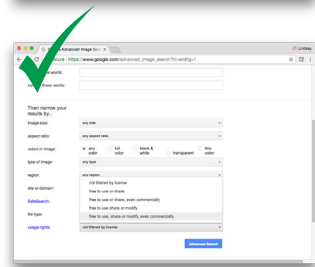 Advanced Image Sear
Lindsay
Secure https://www.google.com/advanced_image_search?hl=en&fg=1
words:
these words:
Then narrow your
results by...
image size: any size
aspect ratio: any aspect ratio
colors in image: any color full color black & white transparent this color:
type of image: any type
region: any region
not filtered by license
site or domain: free to use or share
free to use or share, even commercially
SafeSearch: free to use share or modify
file type: free to use, share or modify, even commercially
usage rights: not filtered by license
Advanced Search